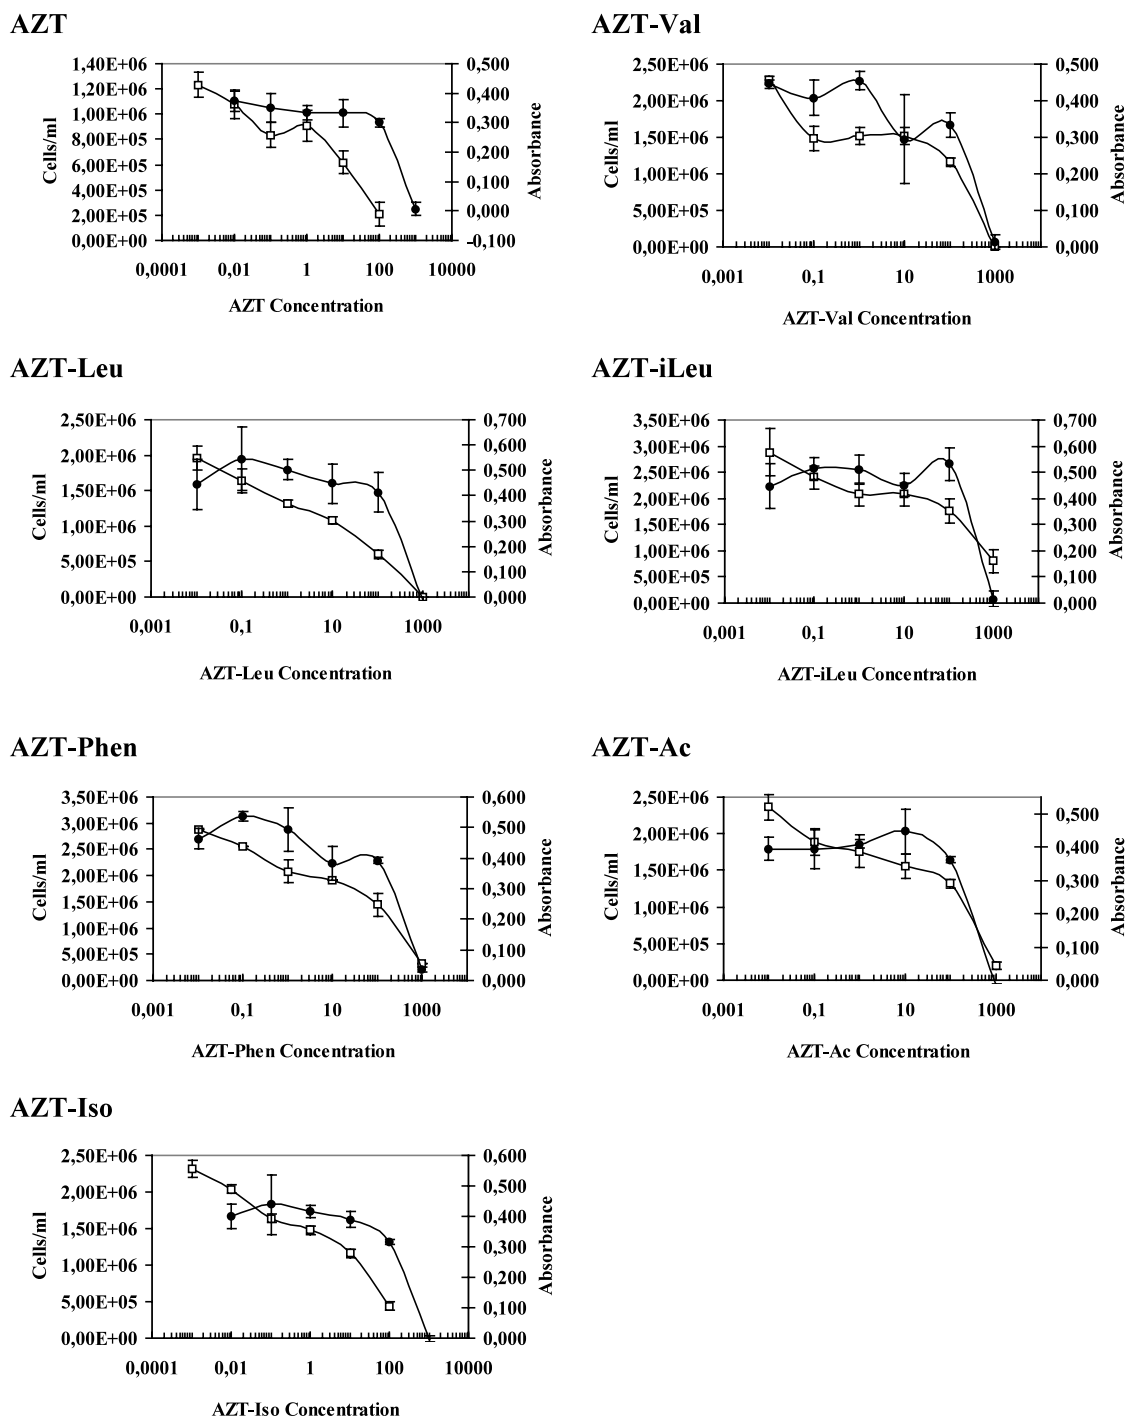 AZT
1,40E+06
1,20E+06
1,00E+06
8,00E+05
6,00E+05
4,00E+05
2,00E+05
0,00E+00
Cells/ml
0,500
0,400
0,300
0,200
0,100
0,000
-0,100
Absorbance
0,0001 0,01 1 100 10000
AZT Concentration
AZT-Val
2,50E+06
2,00E+06
1,50E+06
1,00E+06
5,00E+05
0,00E+00
Cells/ml
0,500
0,400
0,300
0,200
0,100
0,000
Absorbance
0,001 0,1 10 1000
AZT-Val Concentration
AZT-Leu
2,50E+06
2,00E+06
1,50E+06
1,00E+06
5,00E+05
0,00E+00
Cells/ml
0,700
0,600
0,500
0,400
0,300
0,200
0,100
0,000
Absorbance
0,001 0,1 10 1000
AZT-Leu Concentration
AZT-iLeu
3,50E+06
3,00E+06
2,50E+06
2,00E+06
1,50E+06
1,00E+06
5,00E+05
0,00E+00
Cells/ml
0,700
0,600
0,500
0,400
0,300
0,200
0,100
0,000
Absorbance
0,001 0,1 10 1000
AZT-iLeu Concentration
AZT-Phen
3,50E+06
3,00E+06
2,50E+06
2,00E+06
1,50E+06
1,00E+06
5,00E+05
0,00E+00
Cells/ml
0,600
0,500
0,400
0,300
0,200
0,100
0,000
Absorbance
0,001 0,1 10 1000
AZT-Phen Concentration
AZT-Ac
2,50E+06
2,00E+06
1,50E+06
1,00E+06
5,00E+05
0,00E+00
Cells/ml
0,500
0,400
0,300
0,200
0,100
0,000
Absorbance
0,001 0,1 10 1000
AZT-Ac Concentration
AZT-Iso
2,50E+06
2,00E+06
1,50E+06
1,00E+06
5,00E+05
0,00E+00
Cells/ml
0,600
0,500
0,400
0,300
0,200
0,100
0,000
Absorbance
0,0001 0,01 1 100 10000
AZT-Iso Concentration